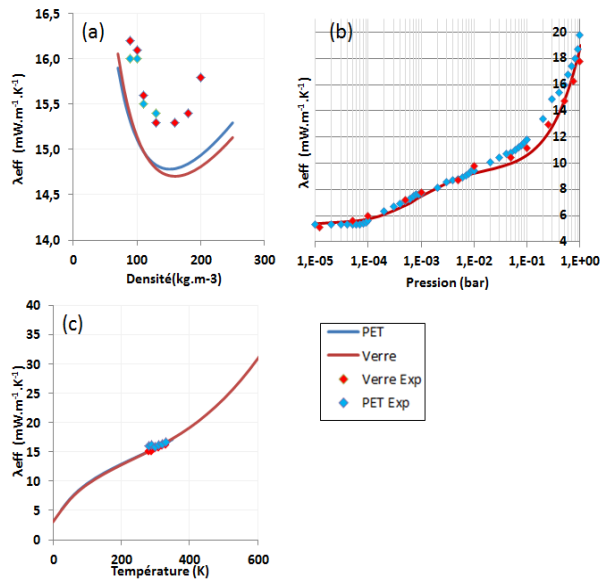 (a)
λeff (mW.m-1.K-1)
16,5
16,0
15,5
15,0
14,5
14,0
0 100 200 300
Densité(kg.m-3)
(b)
λeff (mW.m-1.K-1)
20
18
16
14
12
10
8
6
4
1,E-05 1,E-04 1,E-03 1,E-02 1,E-01 1,E+00
Pression (bar)
(c)
λeff (mW.m-1.K-1)
40
35
30
25
20
15
10
5
0
0 200 400 600
Température (K)
PET
Verre
Verre Exp
PET Exp